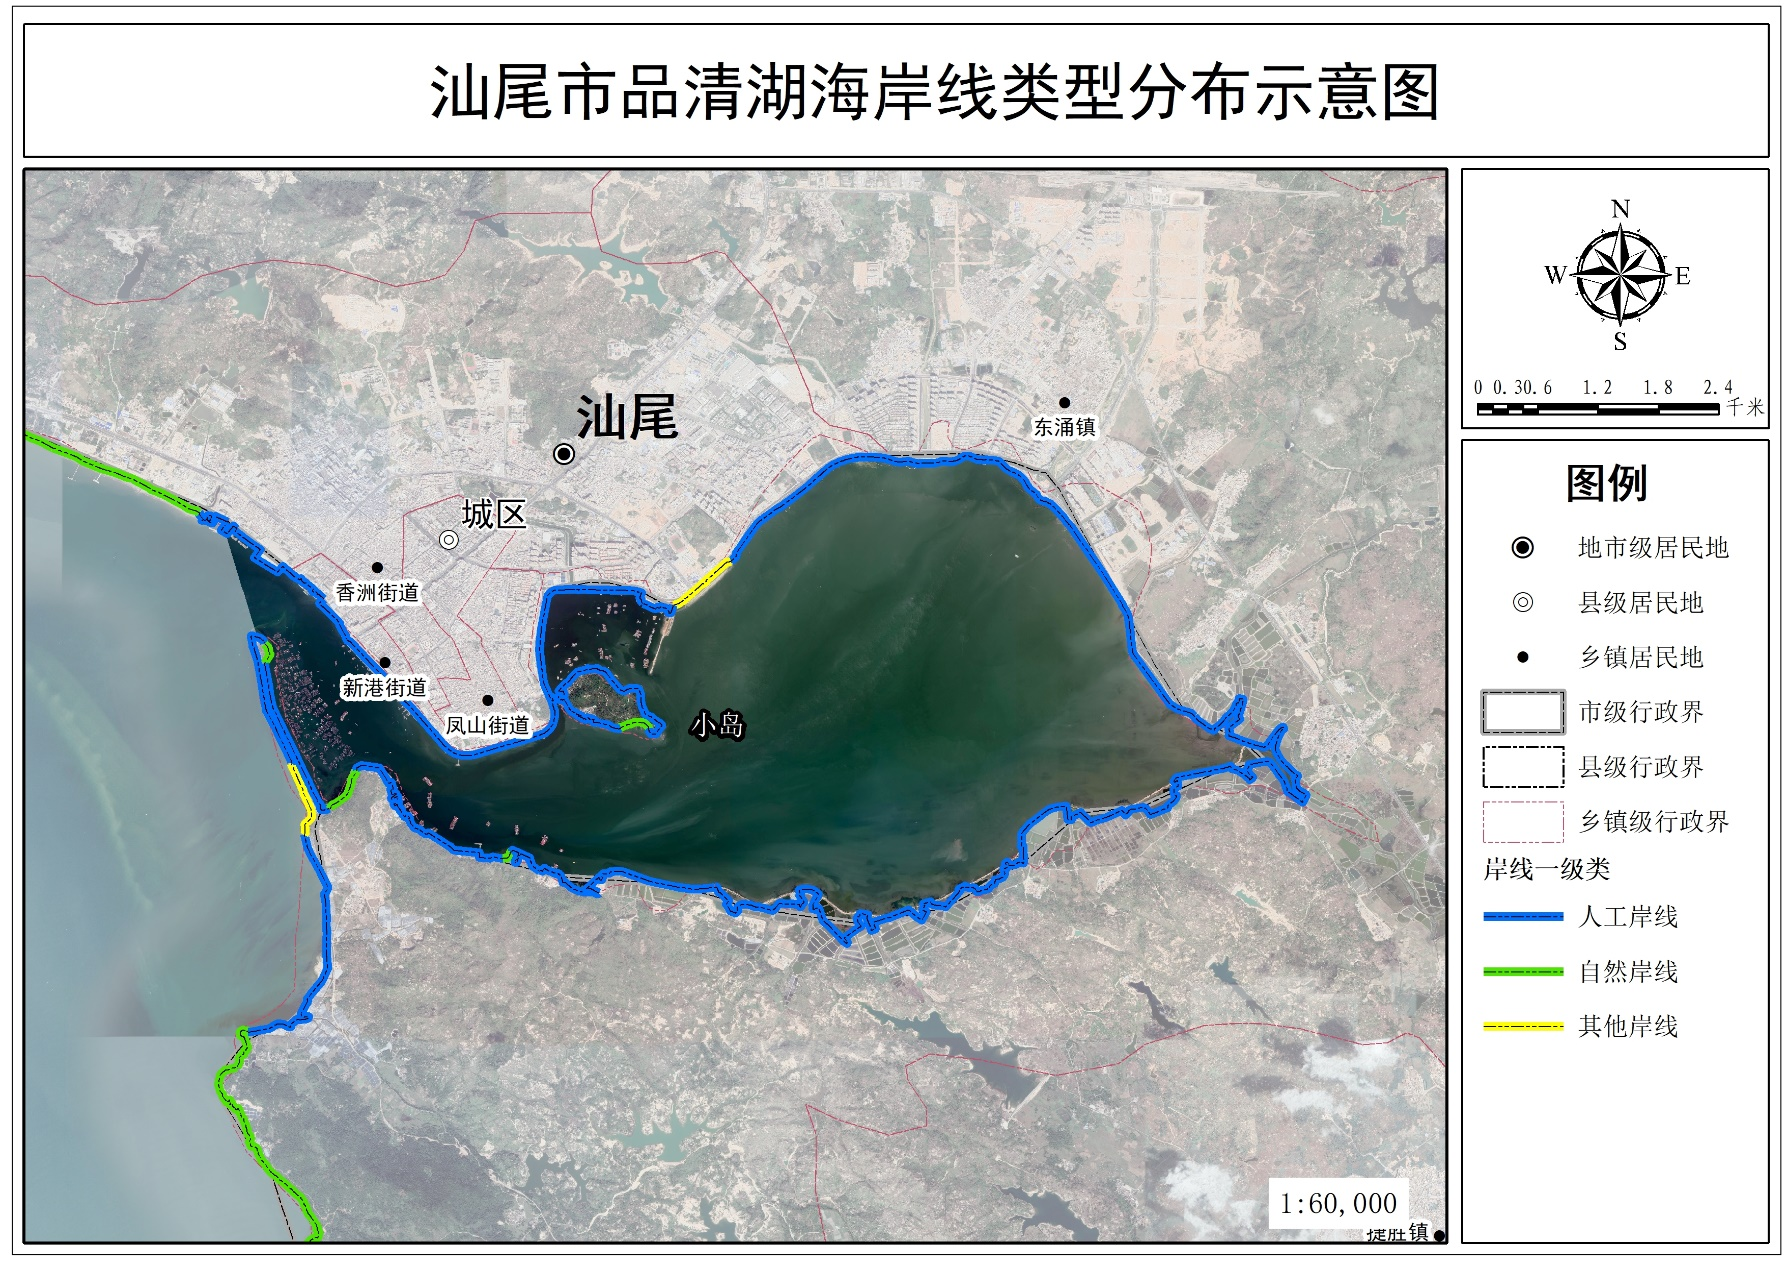 汕尾市品清湖海岸线类型分布示意图
N
W
E
S
0 0.30.6 1.2 1.8 2.4
千米
汕尾
东涌镇
城区
香洲街道
新港街道
凤山街道
小岛
1:60,000
捷胜镇
图例
地市级居民地
县级居民地
乡镇居民地
市级行政界
县级行政界
乡镇级行政界
岸线一级类
人工岸线
自然岸线
其他岸线